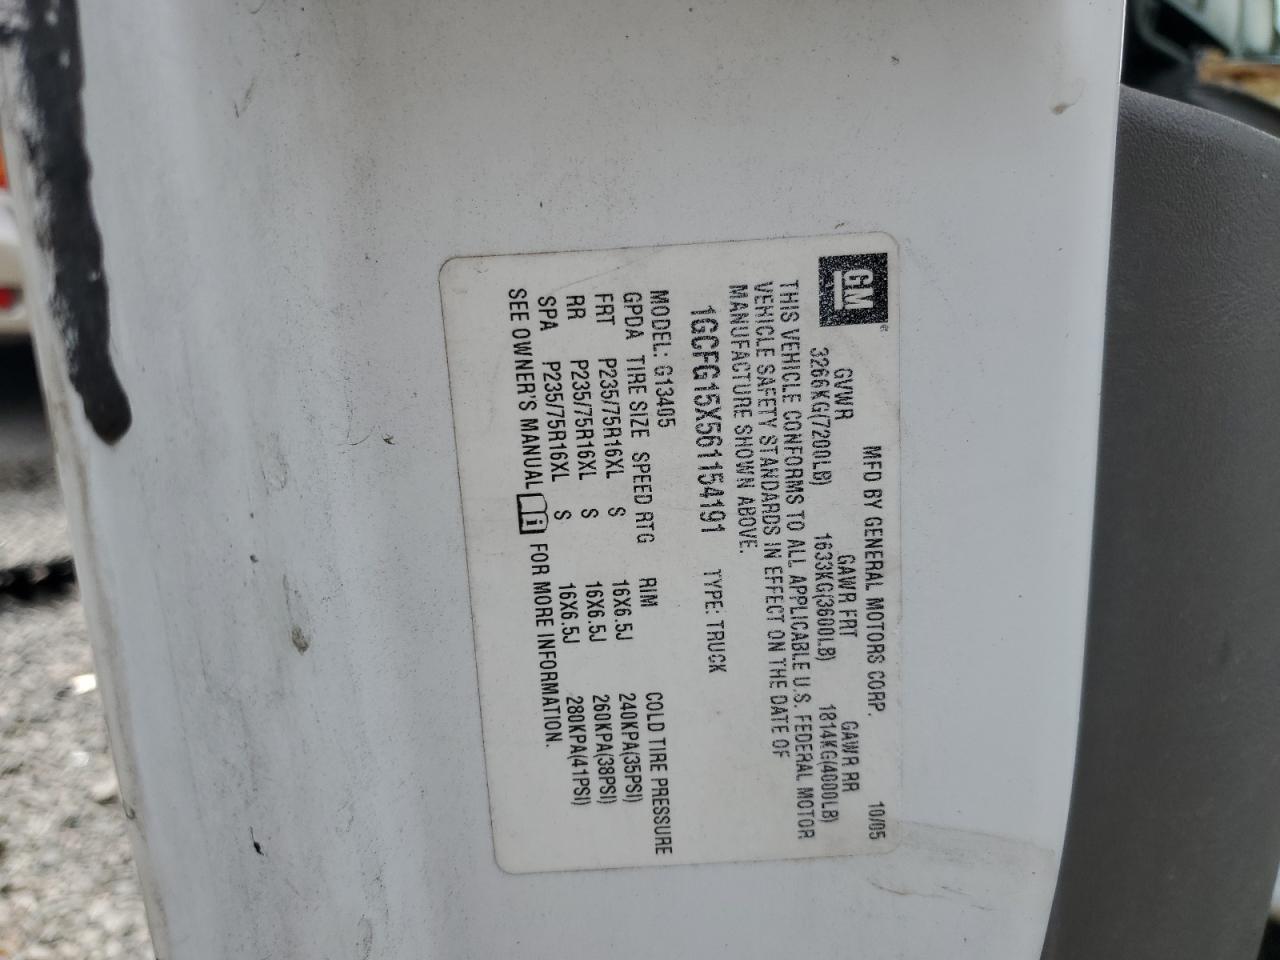 GM
MFD BY GENERAL MOTORS CORP. 10/05
GVWR GAWR FRT GAWR RR
3266KG(7200LB) 1633KG(3600LB) 1814KG(4000LB)
THIS VEHICLE CONFORMS TO ALL APPLICABLE U.S. FEDERAL MOTOR
VEHICLE SAFETY STANDARDS IN EFFECT ON THE DATE OF
MANUFACTURE SHOWN ABOVE.
1GCFG15X561154191 TYPE: TRUCK
MODEL: G13405
GPDA TIRE SIZE SPEED RTG RIM COLD TIRE PRESSURE
FRT P235/75R16XL S 16X6.5J 240KPA(35PSI)
RR P235/75R16XL S 16X6.5J 260KPA(38PSI)
SPA P235/75R16XL S 16X6.5J 280KPA(41PSI)
SEE OWNER'S MANUAL i FOR MORE INFORMATION.